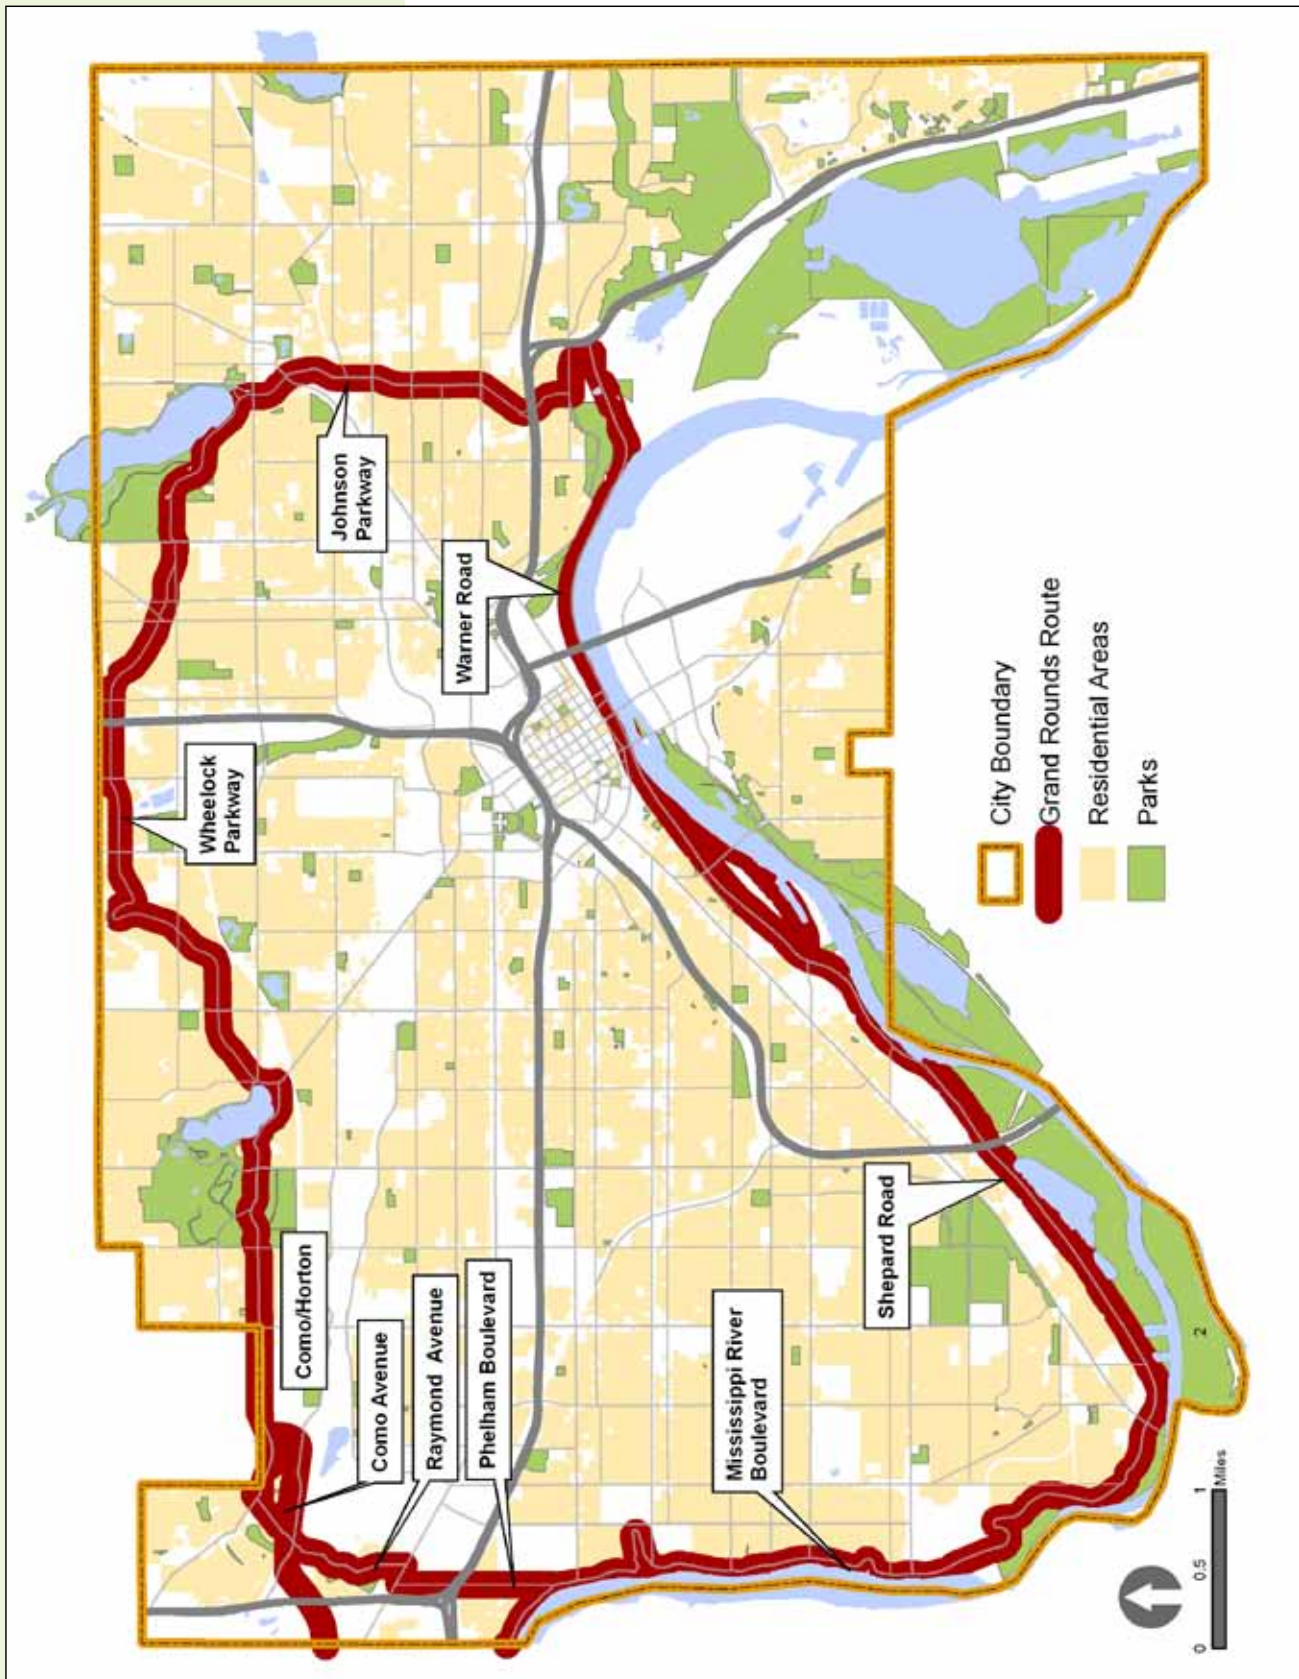 Johnson
Parkway
Warner Road
Wheelock
Parkway
Como/Horton
Como Avenue
Raymond Avenue
Phelham Boulevard
Mississippi River
Boulevard
Shepard Road
City Boundary
Grand Rounds Route
Residential Areas
Parks
2
0 0.5 1
Miles